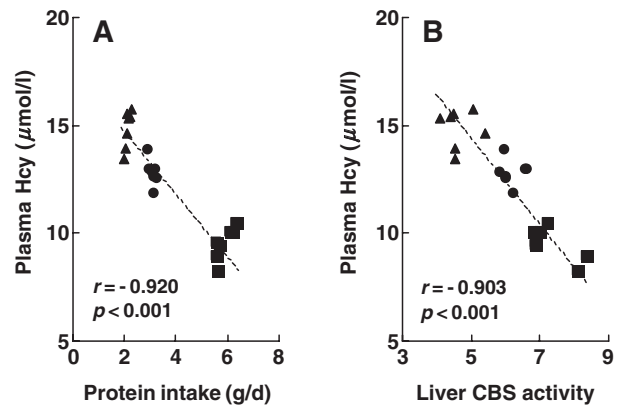 A
B
20
15
10
5
Plasma Hcy (μmol/l)
r = - 0.920
p < 0.001
0 2 4 6 8
Protein intake (g/d)
20
15
10
5
Plasma Hcy (μmol/l)
r = - 0.903
p < 0.001
3 5 7 9
Liver CBS activity